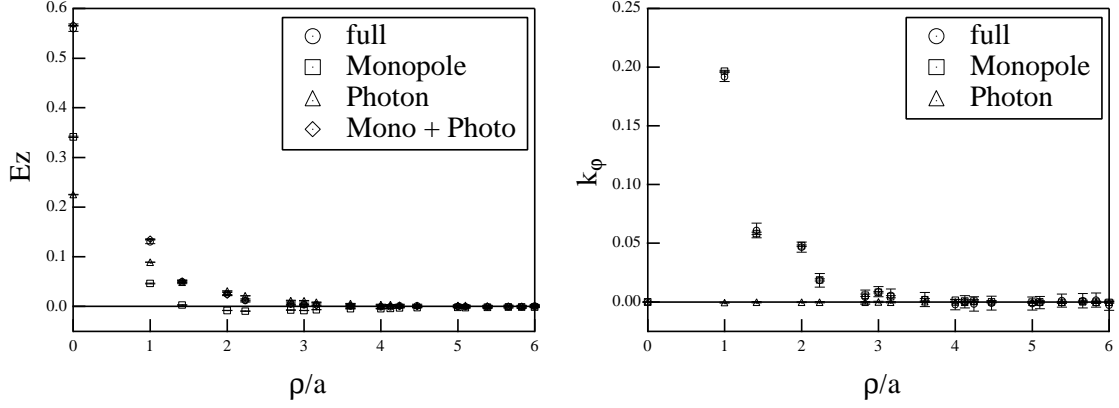 0.6
0.5
0.4
0.3
0.2
0.1
0.0
Ez
full
Monopole
Photon
Mono + Photo
0 1 2 3 4 5 6
ρ/a
0.25
0.20
0.15
0.10
0.05
0.00
kφ
full
Monopole
Photon
0 1 2 3 4 5 6
ρ/a